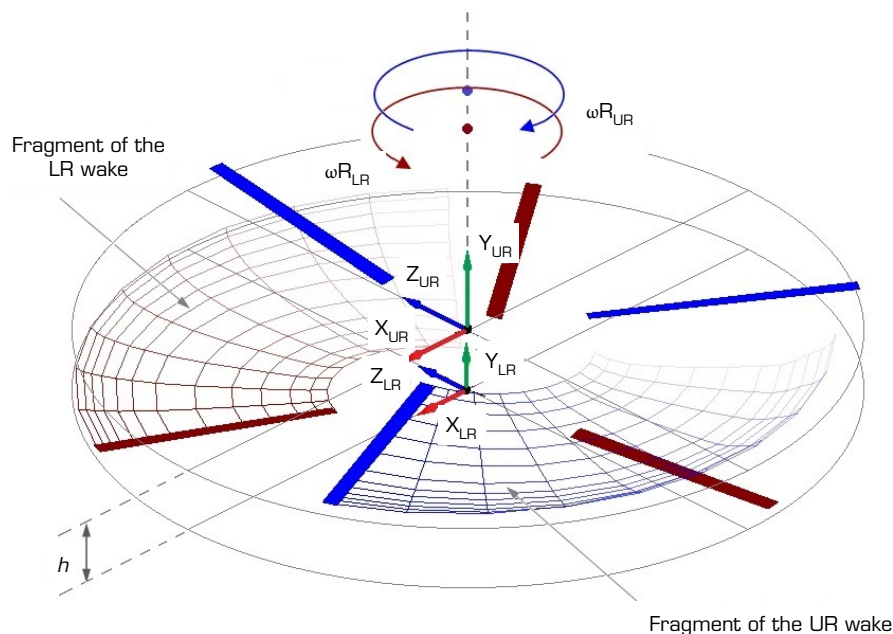 ωR_UR
Fragment of the
LR wake
ωR_LR
Y_UR
Z_UR
X_UR
Y_LR
Z_LR
X_LR
h
Fragment of the UR wake